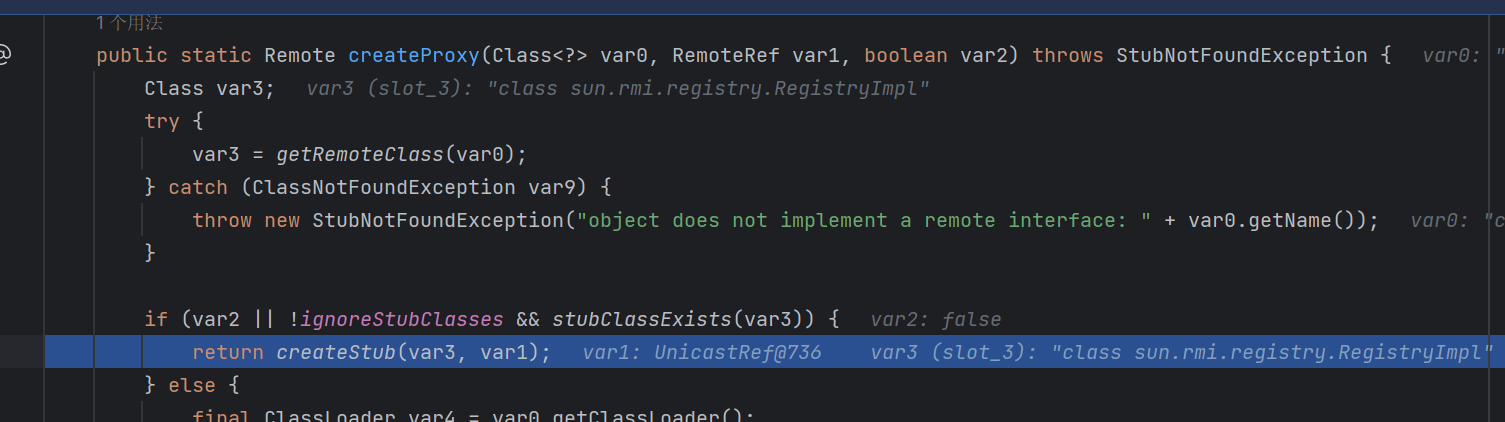 1 个用法
@
public static Remote createProxy(Class<?> var0, RemoteRef var1, boolean var2) throws StubNotFoundException {   var0: "
Class var3;   var3 (slot_3): "class sun.rmi.registry.RegistryImpl"
try {
var3 = getRemoteClass(var0);
} catch (ClassNotFoundException var9) {
throw new StubNotFoundException("object does not implement a remote interface: " + var0.getName());   var0: "c
}
if (var2 || !ignoreStubClasses && stubClassExists(var3)) {   var2: false
return createStub(var3, var1);   var1: UnicastRef@736   var3 (slot_3): "class sun.rmi.registry.RegistryImpl"
} else {
final ClassLoader var4 = var0.getClassLoader();